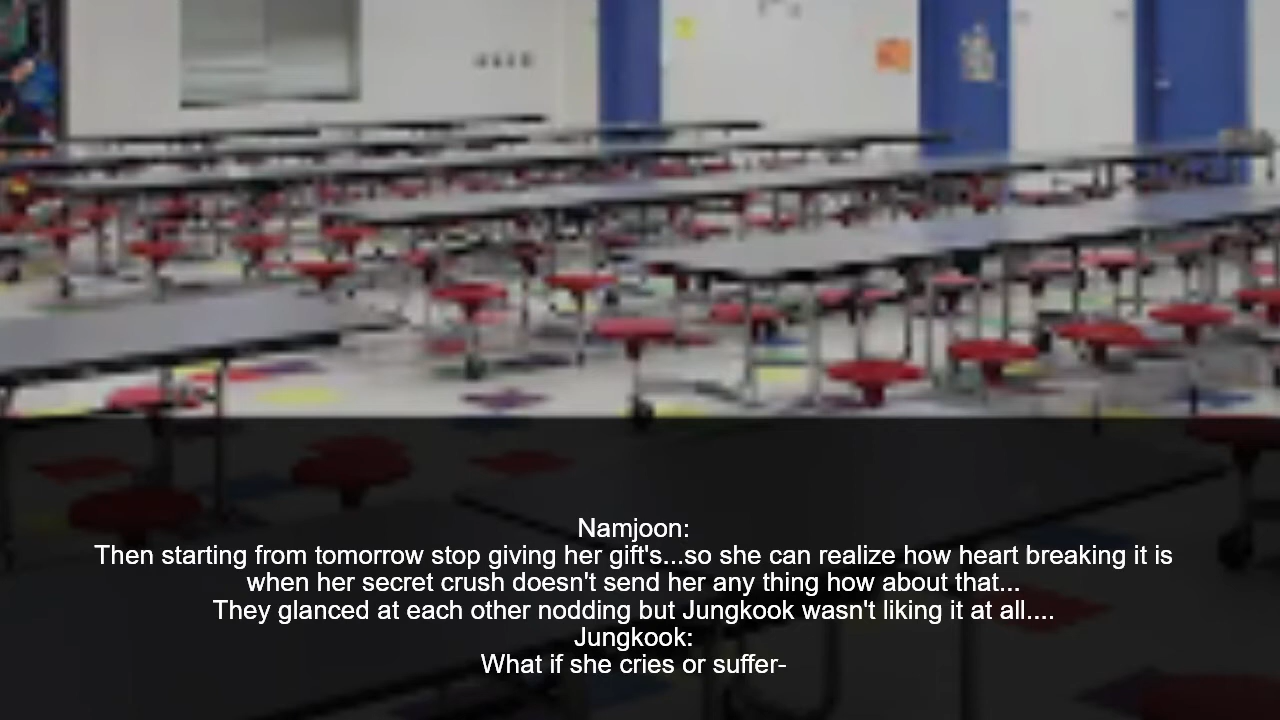 Namjoon:
Then starting from tomorrow stop giving her gift's...so she can realize how heart breaking it is
when her secret crush doesn't send her any thing how about that...
They glanced at each other nodding but Jungkook wasn't liking it at all....
Jungkook:
What if she cries or suffer-